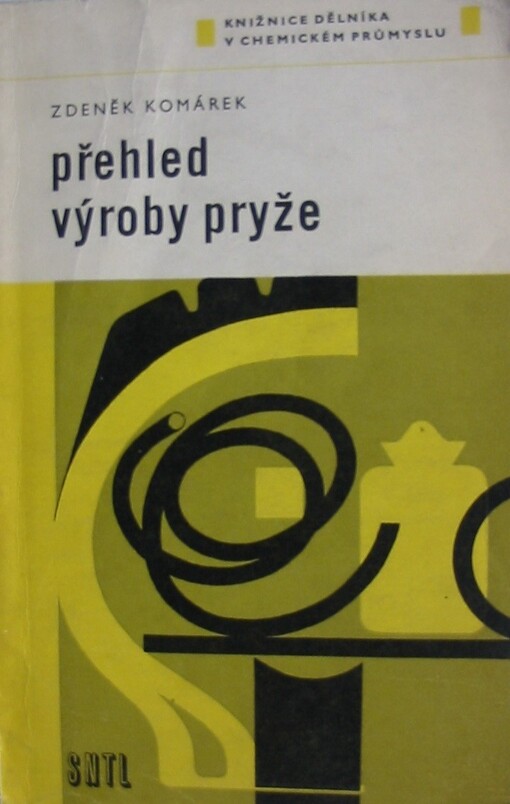 KNIŽNICE DĚLNÍKA
V CHEMICKÉM PRŮMYSLU
ZDENĚK KOMÁREK
přehled
výroby pryže
SNTL